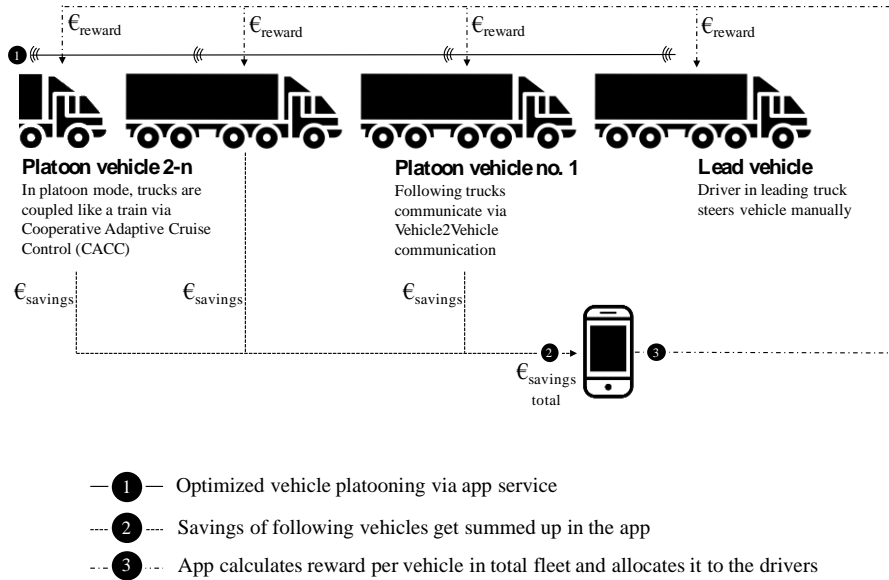 €reward
€reward
€reward
€reward
1
Platoon vehicle 2-n
In platoon mode, trucks are
coupled like a train via
Cooperative Adaptive Cruise
Control (CACC)
Platoon vehicle no. 1
Following trucks
communicate via
Vehicle2Vehicle
communication
Lead vehicle
Driver in leading truck
steers vehicle manually
€savings
€savings
€savings
2
3
€savings
total
1 Optimized vehicle platooning via app service
2 Savings of following vehicles get summed up in the app
3 App calculates reward per vehicle in total fleet and allocates it to the drivers